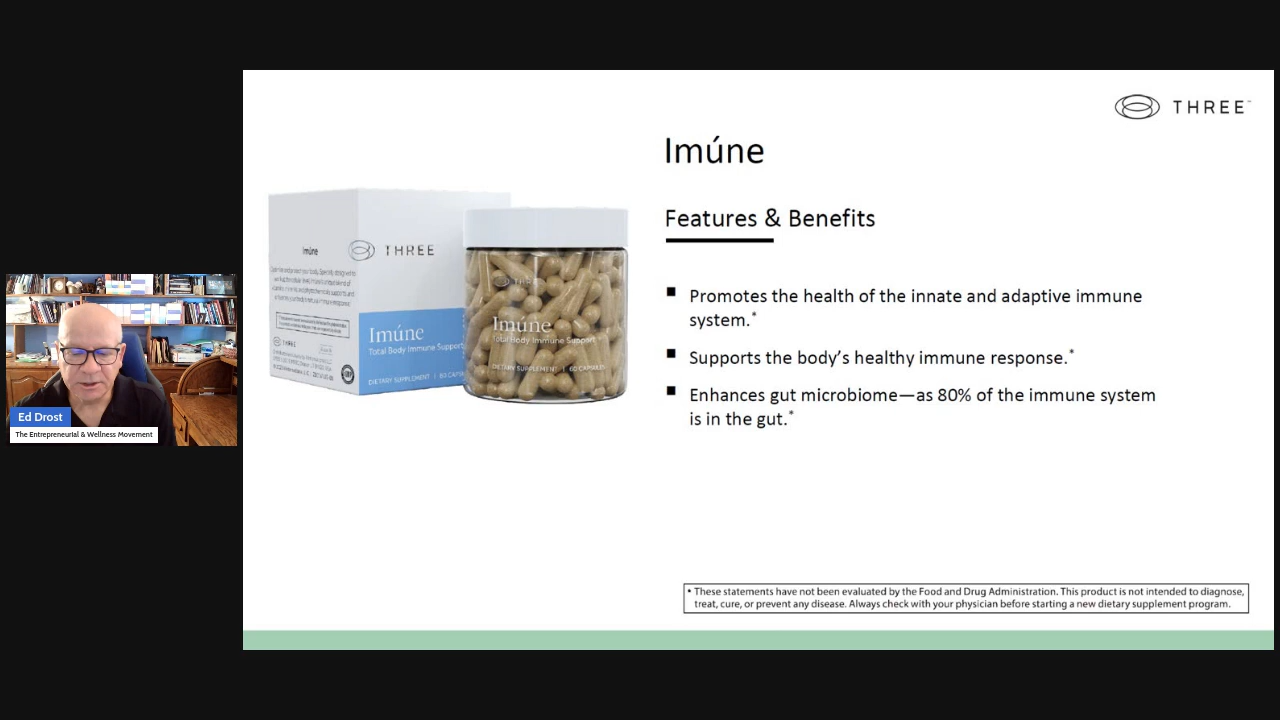 THREE
Imúne
Features & Benefits
▪ Promotes the health of the innate and adaptive immune
system.*
▪ Supports the body’s healthy immune response.*
▪ Enhances gut microbiome—as 80% of the immune system
is in the gut.*
Imúne
THREE
Imúne
Total Body Immune Support
DIETARY SUPPLEMENT | 60 CAPSULES
THREE
THREE
Imúne
Total Body Immune Support
DIETARY SUPPLEMENT | 60 CAPSULES
Ed Drost
The Entrepreneurial & Wellness Movement
• These statements have not been evaluated by the Food and Drug Administration. This product is not intended to diagnose,
treat, cure, or prevent any disease. Always check with your physician before starting a new dietary supplement program.